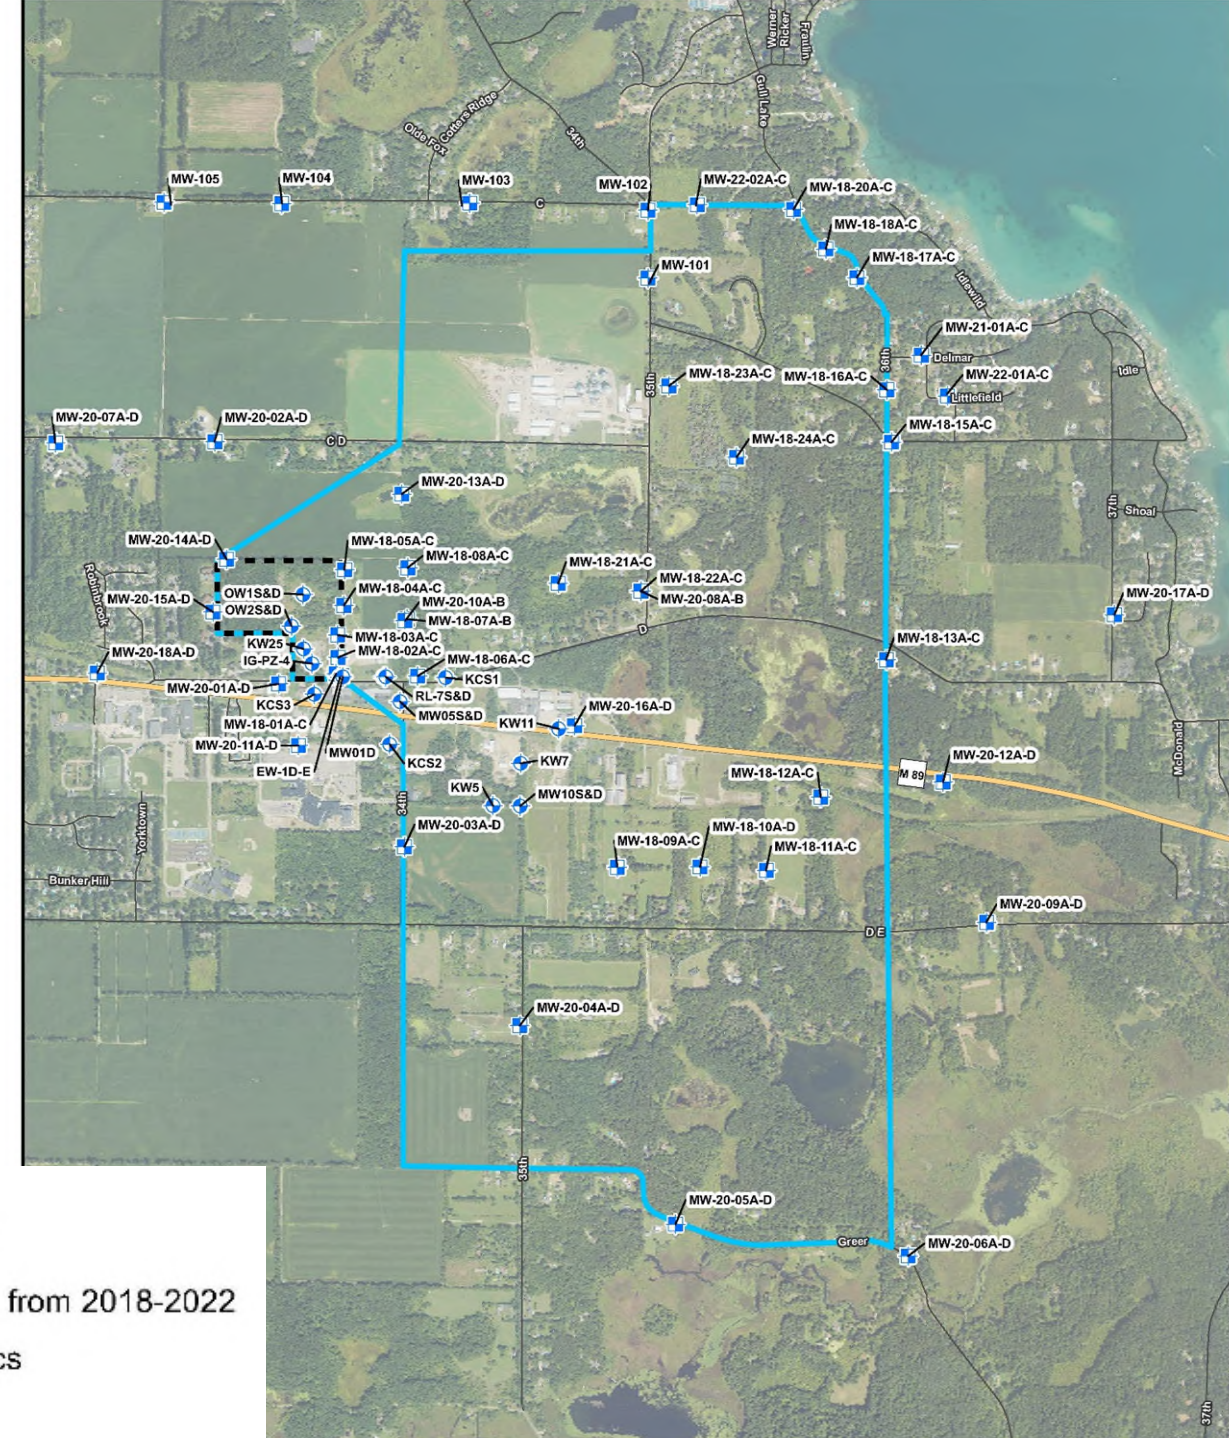 Werner
Ricker
Fraulin
Gull Lake
Cotters Ridge
Olde Fox
34th
MW-105
MW-104
MW-103
C
MW-102
MW-22-02A-C
MW-18-20A-C
MW-18-18A-C
MW-18-17A-C
MW-101
Idlewild
MW-21-01A-C
Delmar
36th
Idle
MW-18-23A-C
35th
MW-18-16A-C
MW-22-01A-C
Littlefield
MW-20-07A-D
MW-20-02A-D
C D
MW-18-15A-C
MW-18-24A-C
MW-20-13A-D
37th
Shoal
MW-20-14A-D
MW-18-05A-C
MW-18-08A-C
MW-18-21A-C
MW-18-22A-C
MW-20-08A-B
Robinbrook
OW1S&D
MW-18-04A-C
MW-20-10A-B
MW-18-07A-B
MW-20-15A-D
OW2S&D
MW-20-17A-D
D
MW-18-03A-C
KW25
MW-18-02A-C
MW-18-13A-C
IG-PZ-4
MW-20-18A-D
MW-18-06A-C
KCS1
MW-20-01A-D
RL-7S&D
KCS3
MW05S&D
MW-20-16A-D
MW-18-01A-C
KW11
MW-20-11A-D
MW01D
KCS2
EW-1D-E
KW7
M 89
MW-20-12A-D
McDonald
MW-18-12A-C
KW5
MW10S&D
34th
MW-20-03A-D
Yorktown
MW-18-09A-C
MW-18-10A-D
MW-18-11A-C
Bunker Hill
MW-20-09A-D
D E
MW-20-04A-D
35th
MW-20-05A-D
Greer
MW-20-06A-D
from 2018-2022
cs
37th